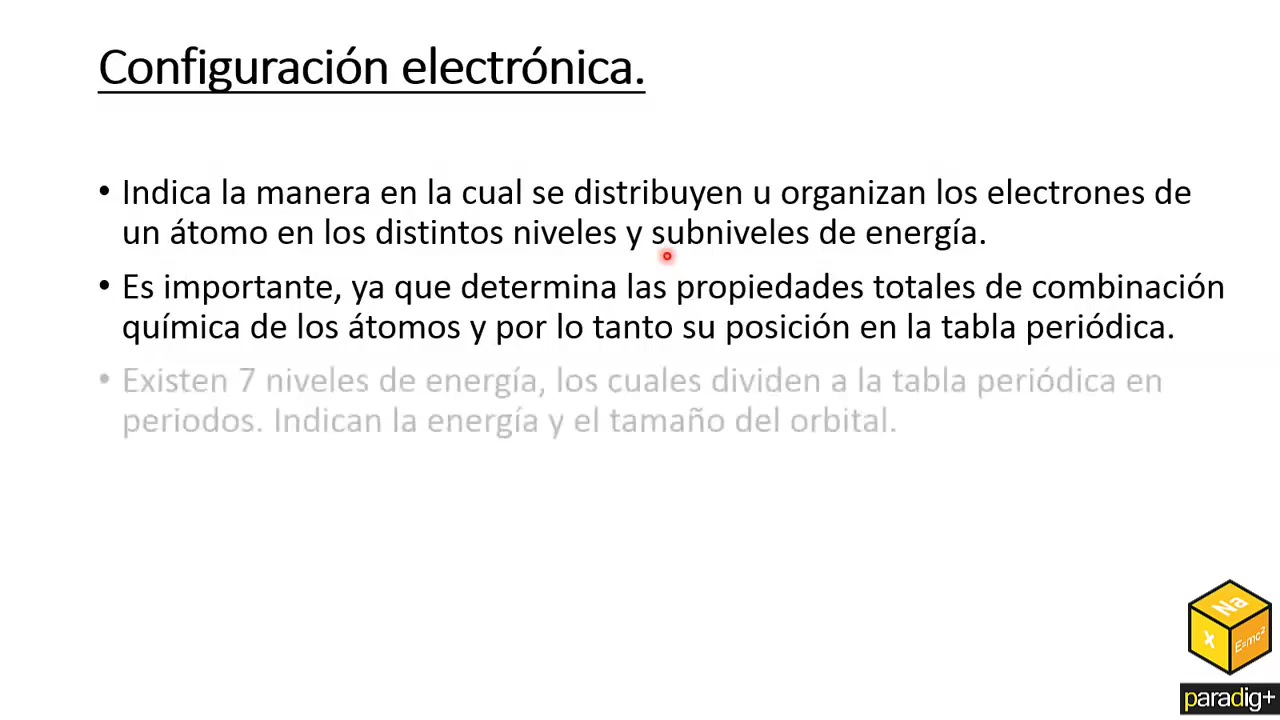 Configuración electrónica.
• Indica la manera en la cual se distribuyen u organizan los electrones de
un átomo en los distintos niveles y subniveles de energía.
• Es importante, ya que determina las propiedades totales de combinación
química de los átomos y por lo tanto su posición en la tabla periódica.
• Existen 7 niveles de energía, los cuales dividen a la tabla periódica en
periodos. Indican la energía y el tamaño del orbital.
Na
X
E=mc²
paradig+